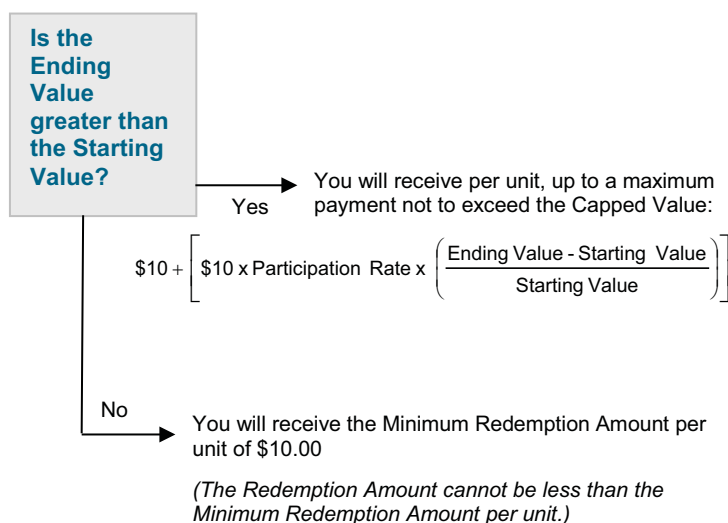 Is the
Ending
Value
greater than
the Starting
Value?
Yes
You will receive per unit, up to a maximum
payment not to exceed the Capped Value:
$10 + [ $10 x Participation Rate x ( Ending Value - Starting Value
Starting Value ) ]
No
You will receive the Minimum Redemption Amount per
unit of $10.00
(The Redemption Amount cannot be less than the
Minimum Redemption Amount per unit.)